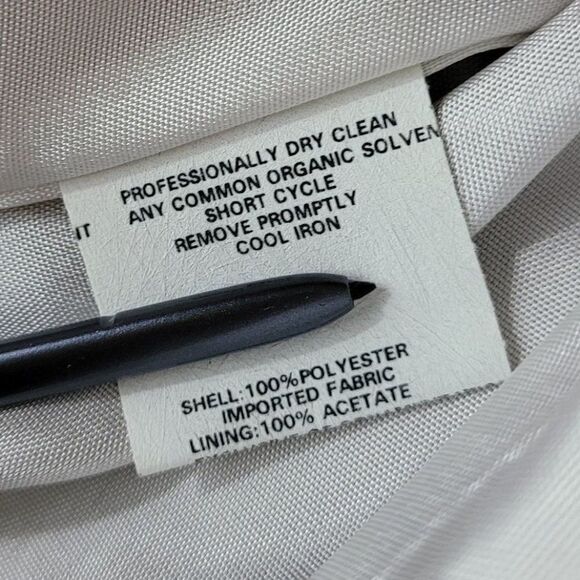 PROFESSIONALLY DRY CLEAN
ANY COMMON ORGANIC SOLVEN
SHORT CYCLE
REMOVE PROMPTLY
COOL IRON
SHELL:100%POLYESTER
IMPORTED FABRIC
LINING:100% ACETATE